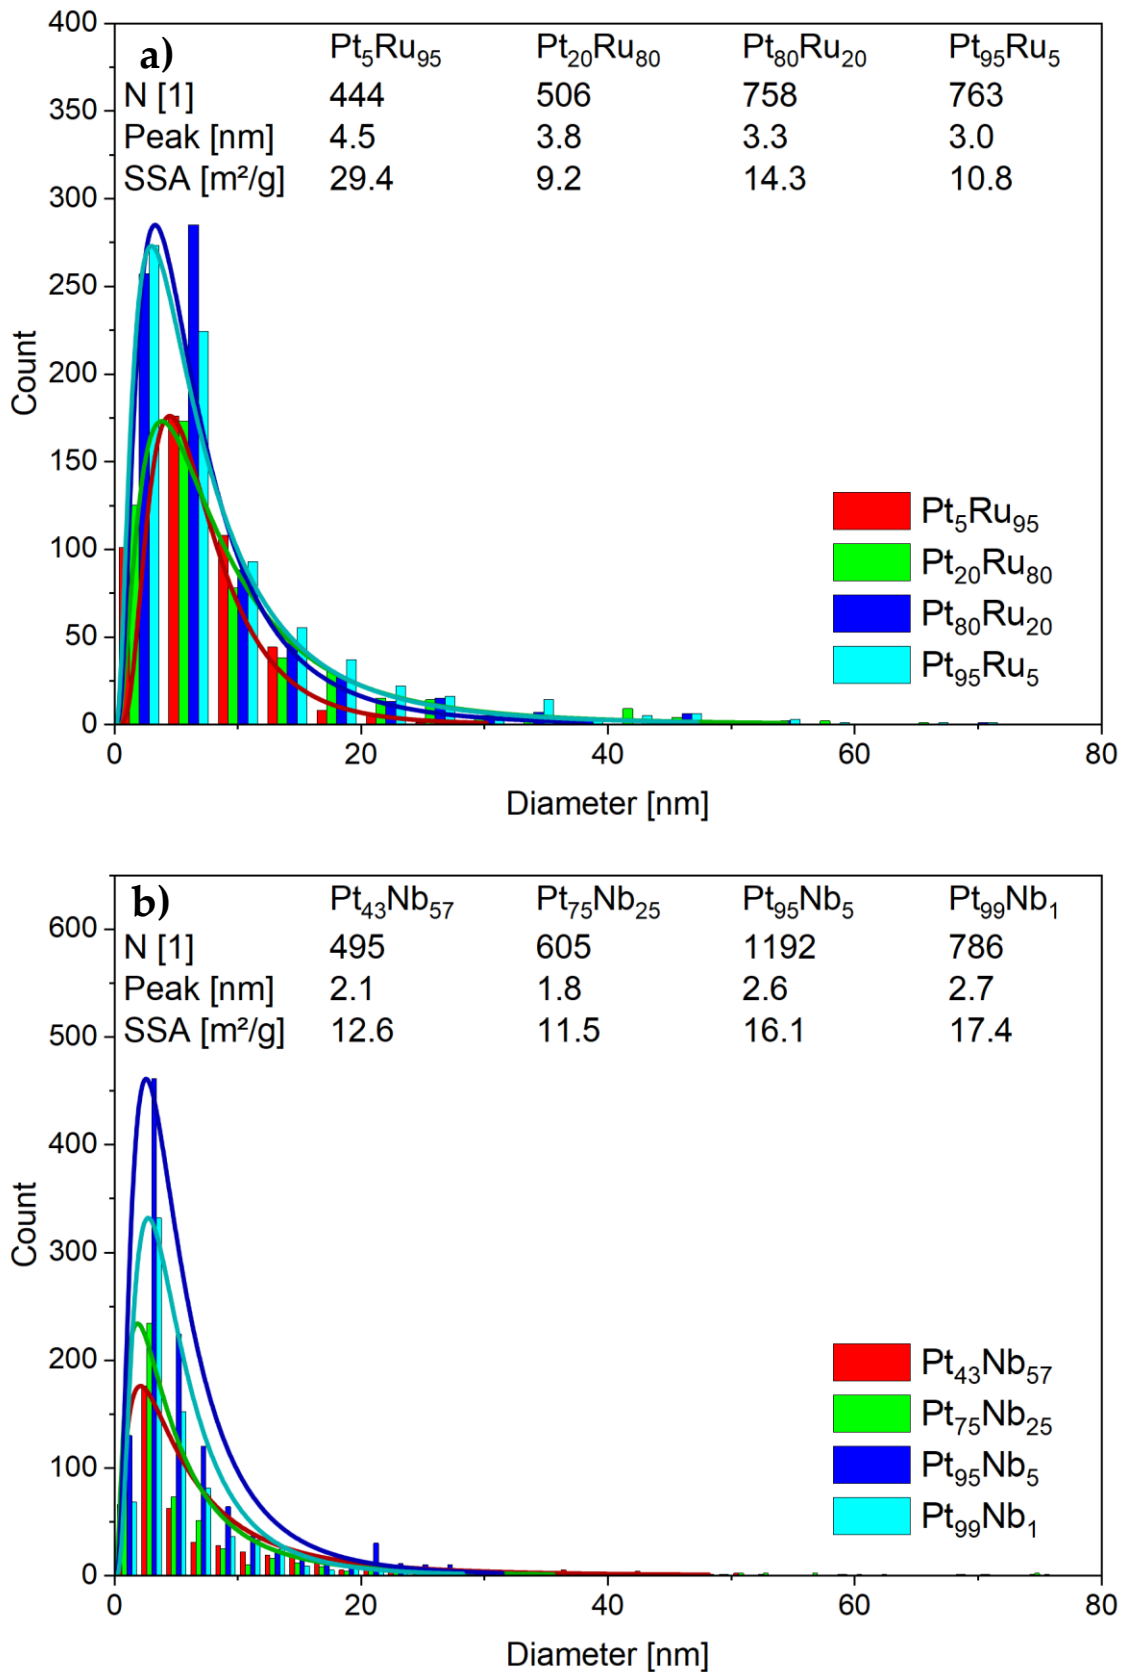 a)
Pt₅Ru₉₅ Pt₂₀Ru₈₀ Pt₈₀Ru₂₀ Pt₉₅Ru₅
N [1] 444 506 758 763
Peak [nm] 4.5 3.8 3.3 3.0
SSA [m²/g] 29.4 9.2 14.3 10.8
400
350
300
250
200
150
100
50
0
Count
Pt₅Ru₉₅
Pt₂₀Ru₈₀
Pt₈₀Ru₂₀
Pt₉₅Ru₅
0 20 40 60 80
Diameter [nm]
b)
Pt₄₃Nb₅₇ Pt₇₅Nb₂₅ Pt₉₅Nb₅ Pt₉₉Nb₁
N [1] 495 605 1192 786
Peak [nm] 2.1 1.8 2.6 2.7
SSA [m²/g] 12.6 11.5 16.1 17.4
600
500
400
300
200
100
0
Count
Pt₄₃Nb₅₇
Pt₇₅Nb₂₅
Pt₉₅Nb₅
Pt₉₉Nb₁
0 20 40 60 80
Diameter [nm]